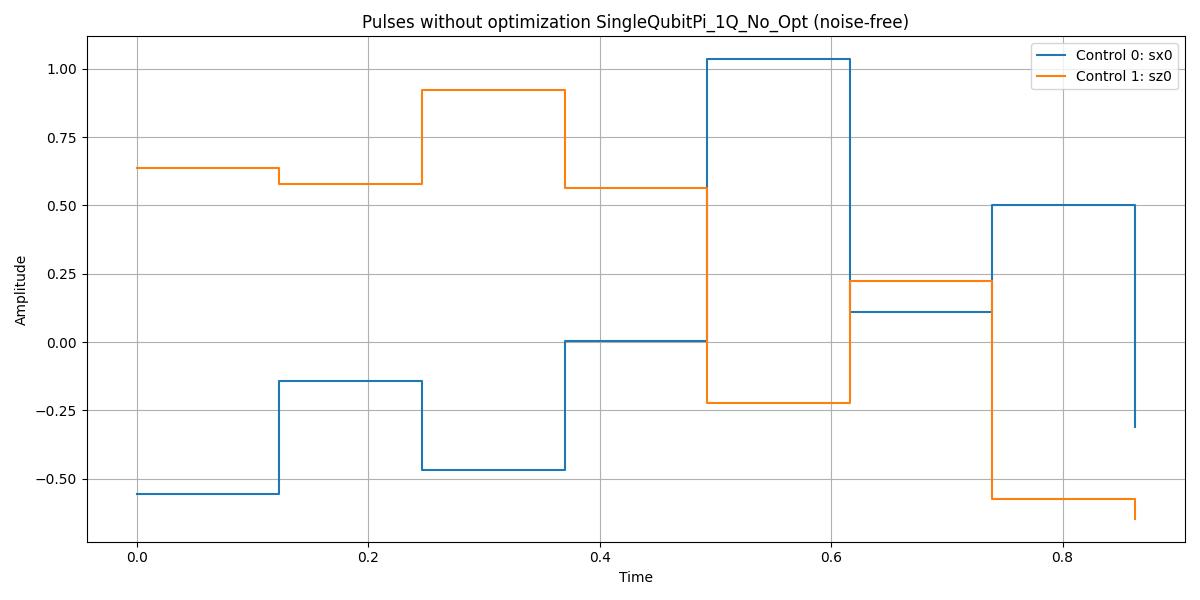 Pulses without optimization SingleQubitPi_1Q_No_Opt (noise-free)
Control 0: sx0
Control 1: sz0
Amplitude
1.00
0.75
0.50
0.25
0.00
−0.25
−0.50
0.0 0.2 0.4 0.6 0.8
Time